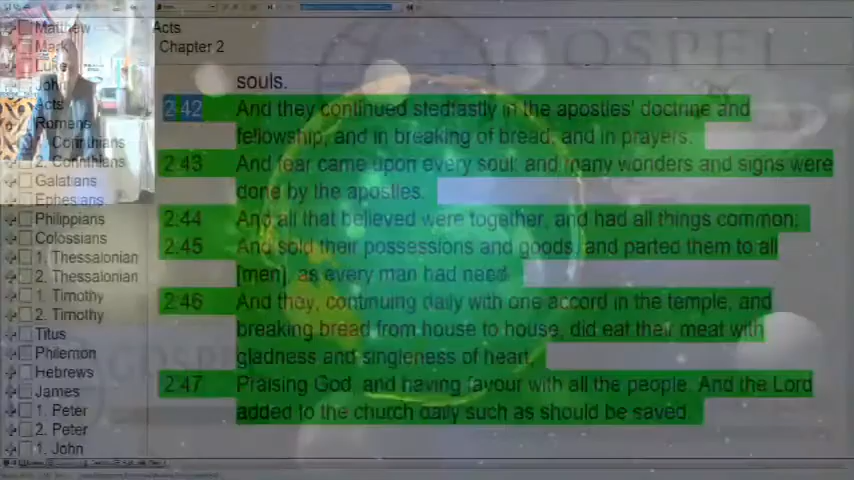 Matthew
Mark
Luke
John
Acts
Romans
Corinthians
2. Corinthians
Galatians
Ephesians
Philippians
Colossians
1. Thessalonian
2. Thessalonian
1. Timothy
2. Timothy
Titus
Philemon
Hebrews
James
1. Peter
2. Peter
1. John
Acts
Chapter 2
souls.
2:42 And they continued stedfastly in the apostles' doctrine and
fellowship, and in breaking of bread, and in prayers.
2:43 And fear came upon every soul: and many wonders and signs were
done by the apostles.
2:44 And all that believed were together, and had all things common;
2:45 And sold their possessions and goods, and parted them to all
[men], as every man had need.
2:46 And they, continuing daily with one accord in the temple, and
breaking bread from house to house, did eat their meat with
gladness and singleness of heart,
2:47 Praising God, and having favour with all the people. And the Lord
added to the church daily such as should be saved.
GOSPEL
GOSPEL